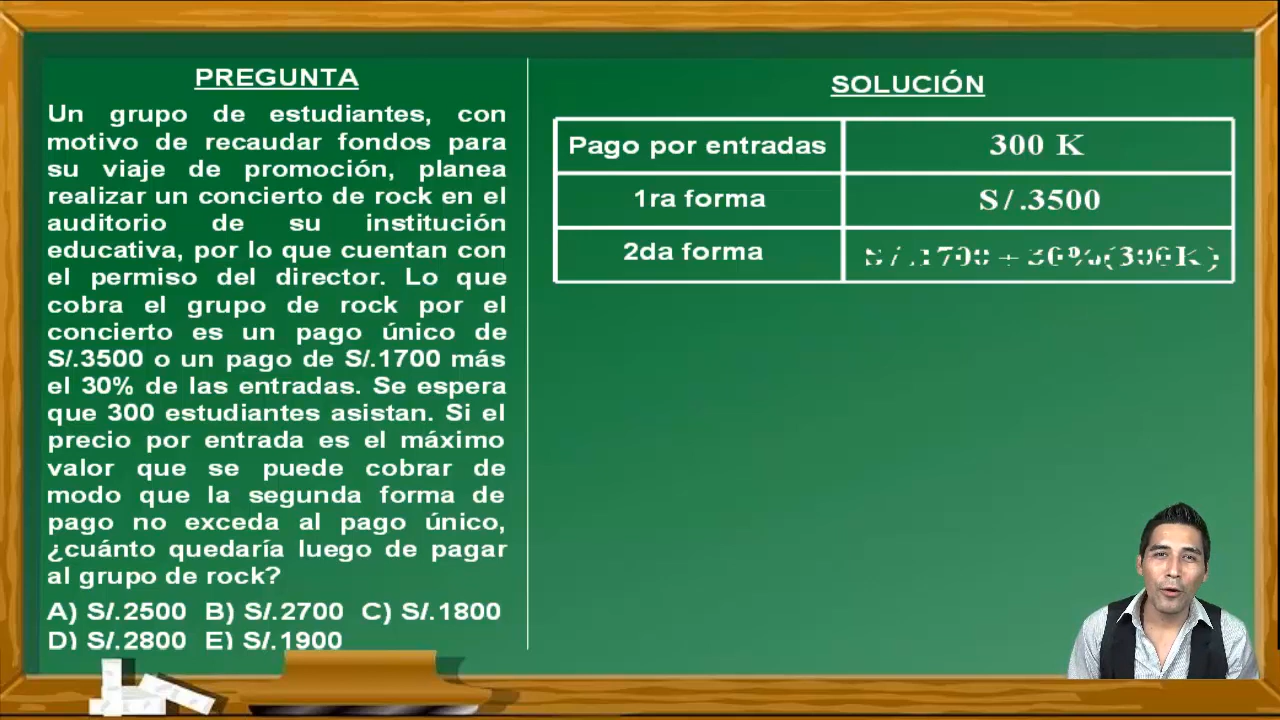 PREGUNTA
Un grupo de estudiantes, con
motivo de recaudar fondos para
su viaje de promoción, planea
realizar un concierto de rock en el
auditorio de su institución
educativa, por lo que cuentan con
el permiso del director. Lo que
cobra el grupo de rock por el
concierto es un pago único de
S/.3500 o un pago de S/.1700 más
el 30% de las entradas. Se espera
que 300 estudiantes asistan. Si el
precio por entrada es el máximo
valor que se puede cobrar de
modo que la segunda forma de
pago no exceda al pago único,
¿cuánto quedaría luego de pagar
al grupo de rock?
A) S/.2500 B) S/.2700 C) S/.1800
D) S/.2800 E) S/.1900
SOLUCIÓN
Pago por entradas 300 K
1ra forma S/.3500
2da forma S/.1700 + 30%(300K)